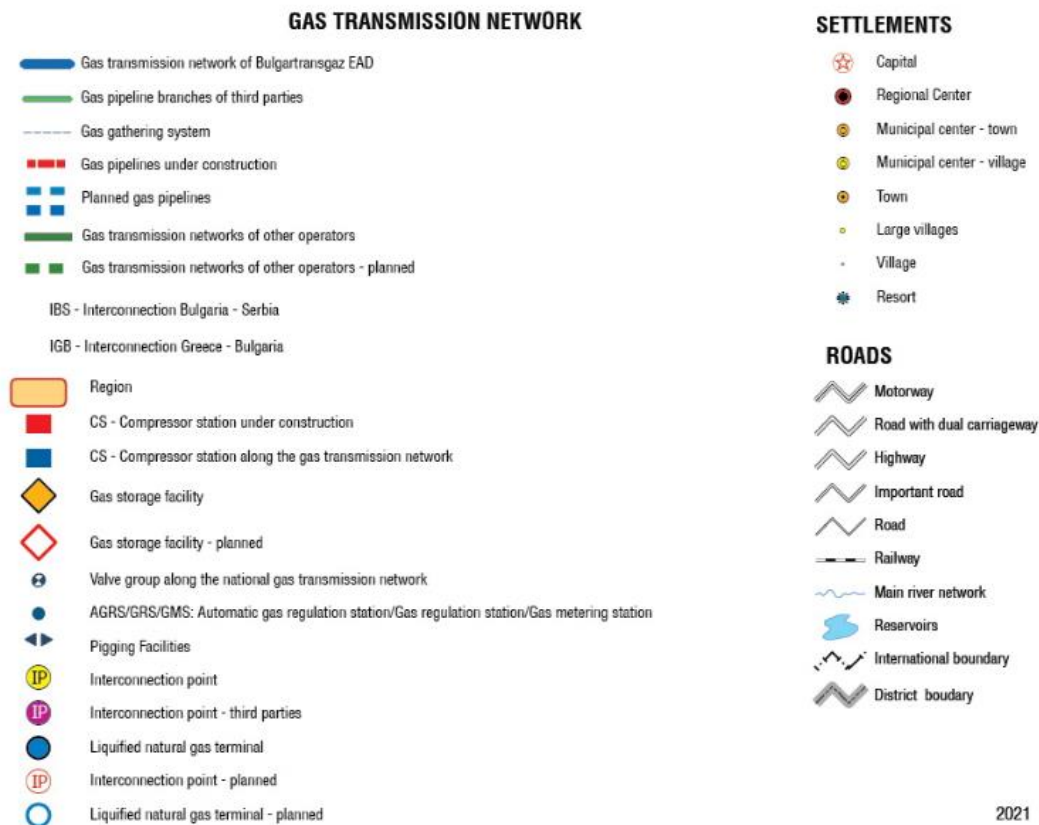 GAS TRANSMISSION NETWORK
Gas transmission network of Bulgartransgaz EAD
Gas pipeline branches of third parties
Gas gathering system
Gas pipelines under construction
Planned gas pipelines
Gas transmission networks of other operators
Gas transmission networks of other operators - planned
IBS - Interconnection Bulgaria - Serbia
IGB - Interconnection Greece - Bulgaria
Region
CS - Compressor station under construction
CS - Compressor station along the gas transmission network
Gas storage facility
Gas storage facility - planned
Valve group along the national gas transmission network
AGRS/GRS/GMS: Automatic gas regulation station/Gas regulation station/Gas metering station
Pigging Facilities
IP Interconnection point
IP Interconnection point - third parties
Liquified natural gas terminal
IP Interconnection point - planned
Liquified natural gas terminal - planned
SETTLEMENTS
Capital
Regional Center
Municipal center - town
Municipal center - village
Town
Large villages
Village
Resort
ROADS
Motorway
Road with dual carriageway
Highway
Important road
Road
Railway
Main river network
Reservoirs
International boundary
District boudary
2021